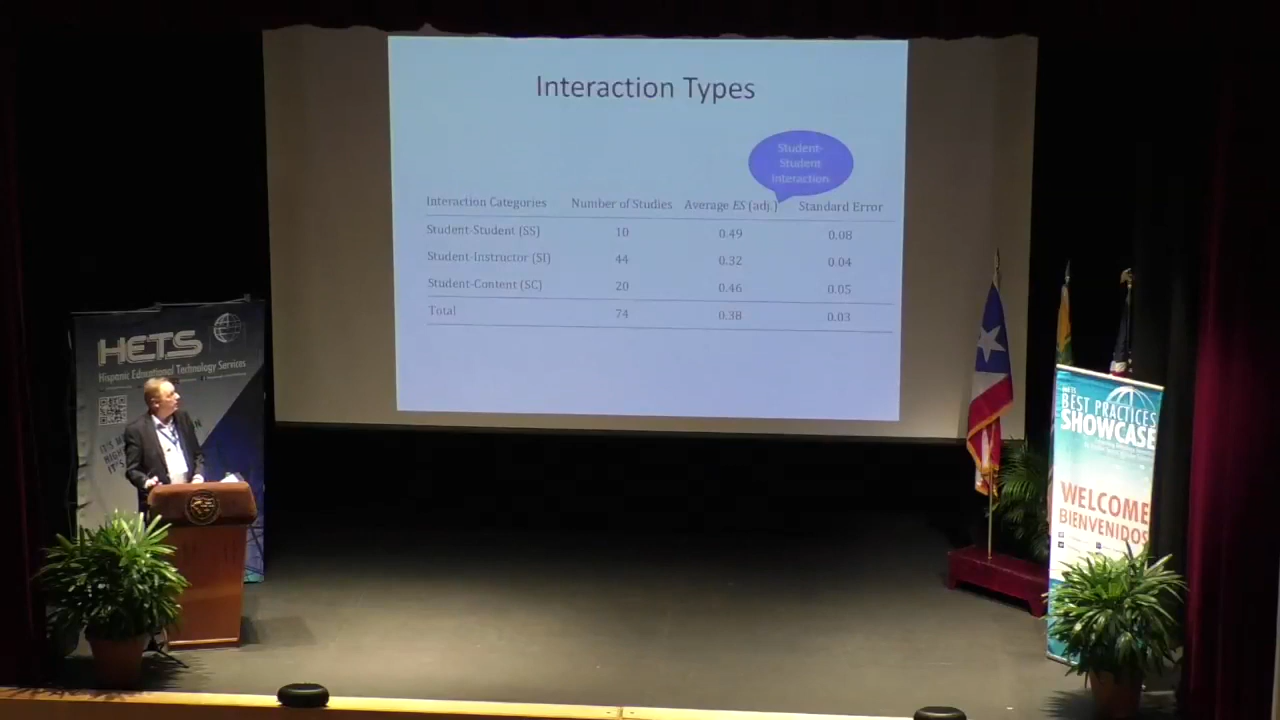 Interaction Types
Student-
Student
Interaction
Interaction Categories Number of Studies Average ES (adj.) Standard Error
Student-Student (SS) 10 0.49 0.08
Student-Instructor (SI) 44 0.32 0.04
Student-Content (SC) 20 0.46 0.05
Total 74 0.38 0.03
HETS
Hispanic Educational Technology Services
HETS
BEST PRACTICES
SHOWCASE
WELCOME
BIENVENIDOS